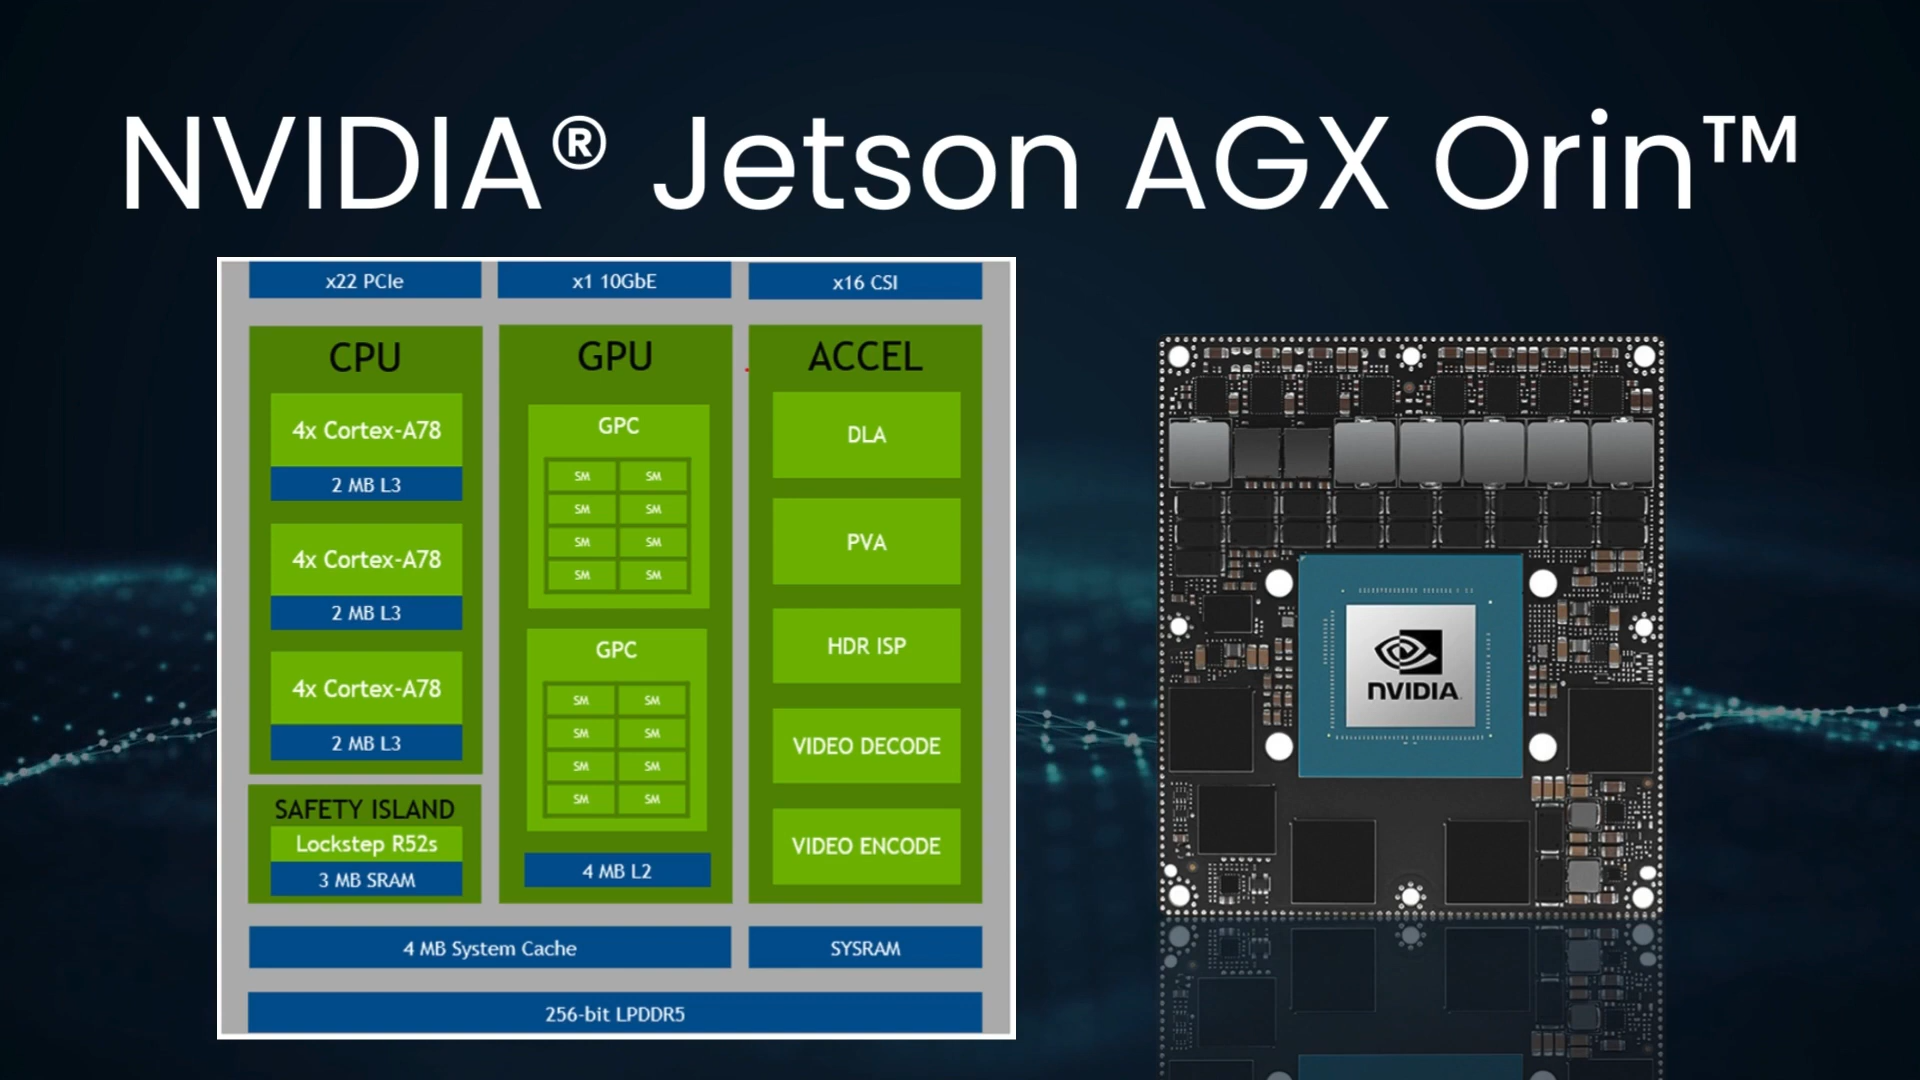 NVIDIA® Jetson AGX Orin™
x22 PCIe
x1 10GbE
x16 CSI
CPU
4x Cortex-A78
2 MB L3
4x Cortex-A78
2 MB L3
4x Cortex-A78
2 MB L3
SAFETY ISLAND
Lockstep R52s
3 MB SRAM
GPU
GPC
SM SM
SM SM
SM SM
SM SM
GPC
SM SM
SM SM
SM SM
SM SM
4 MB L2
ACCEL
DLA
PVA
HDR ISP
VIDEO DECODE
VIDEO ENCODE
4 MB System Cache
SYSRAM
256-bit LPDDR5
NVIDIA